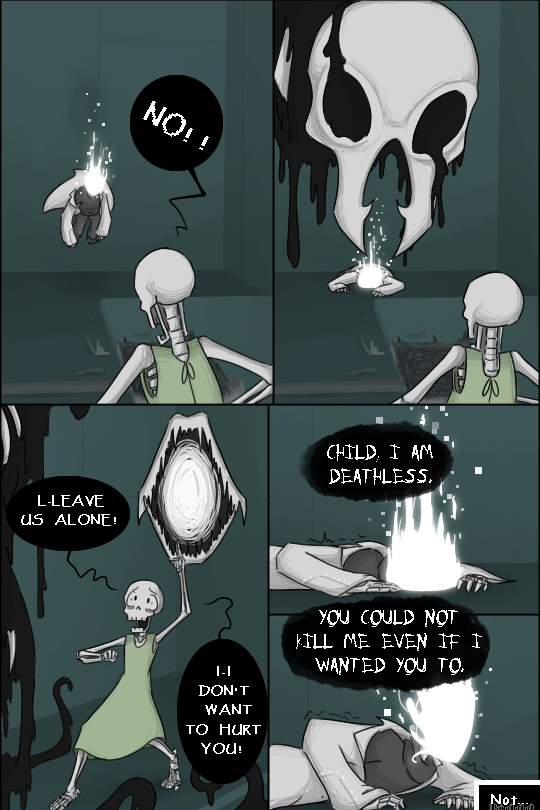 NO!!
L-LEAVE
US ALONE!
I-I
DON'T
WANT
TO HURT
YOU!
CHILD, I AM
DEATHLESS.
YOU COULD NOT
KILL ME EVEN IF I
WANTED YOU TO.
Not...